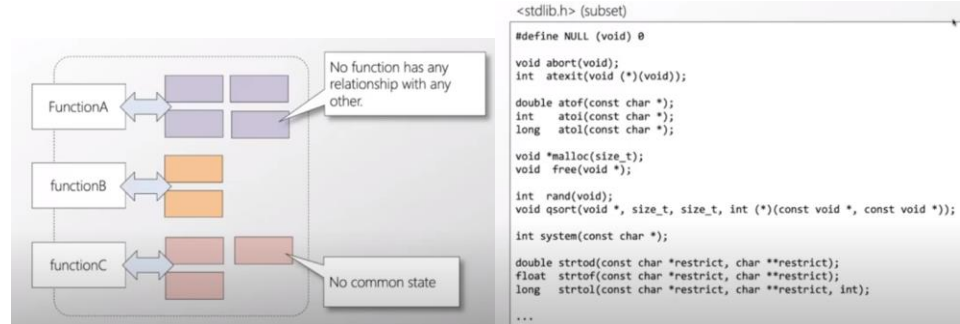 FunctionA
No function has any
relationship with any
other.
functionB
functionC
No common state
<stdlib.h> (subset)
#define NULL (void) 0
void abort(void);
int atexit(void (*)(void));
double atof(const char *);
int atoi(const char *);
long atol(const char *);
void *malloc(size_t);
void free(void *);
int rand(void);
void qsort(void *, size_t, size_t, int (*)(const void *, const void *));
int system(const char *);
double strtod(const char *restrict, char **restrict);
float strtof(const char *restrict, char **restrict);
long strtol(const char *restrict, char **restrict, int);
...